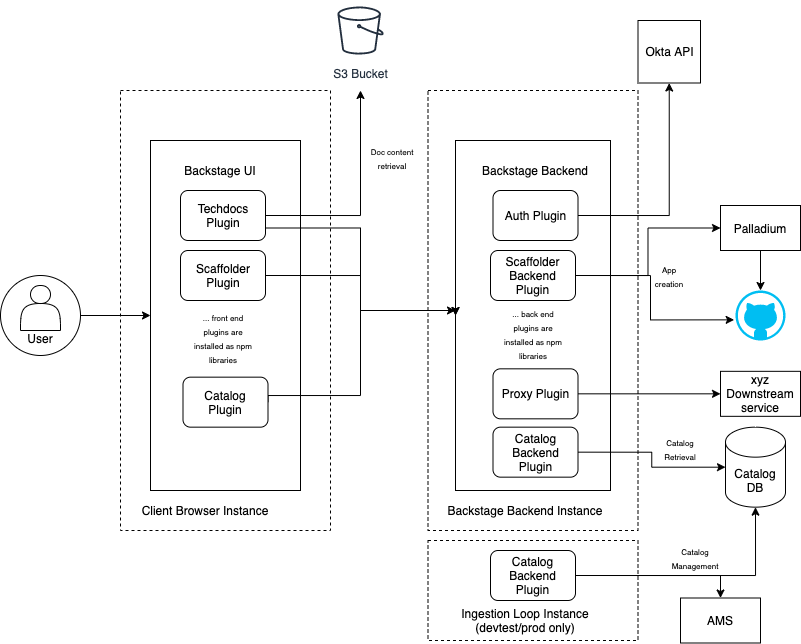 S3 Bucket
Okta API
Doc content
retrieval
Backstage UI
Techdocs
Plugin
Scaffolder
Plugin
... front end
plugins are
installed as npm
libraries
Catalog
Plugin
Client Browser Instance
User
Backstage Backend
Auth Plugin
Scaffolder
Backend
Plugin
... back end
plugins are
installed as npm
libraries
Proxy Plugin
Catalog
Backend
Plugin
Backstage Backend Instance
App
creation
Palladium
xyz
Downstream
service
Catalog
Retrieval
Catalog
DB
Catalog
Backend
Plugin
Ingestion Loop Instance
(devtest/prod only)
Catalog
Management
AMS